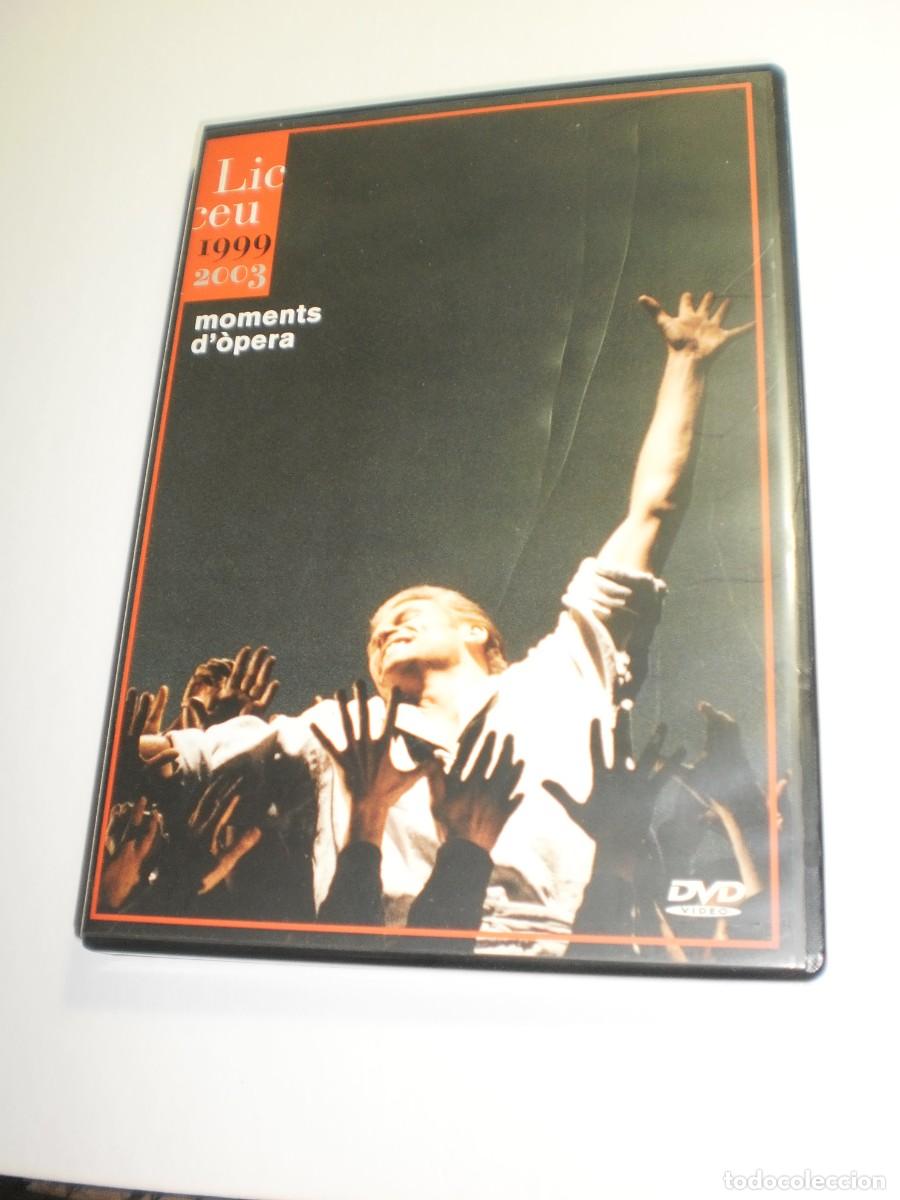 Lic
ceu
1999
2003
moments
d'òpera
DVD
VIDEO
todocoleccion